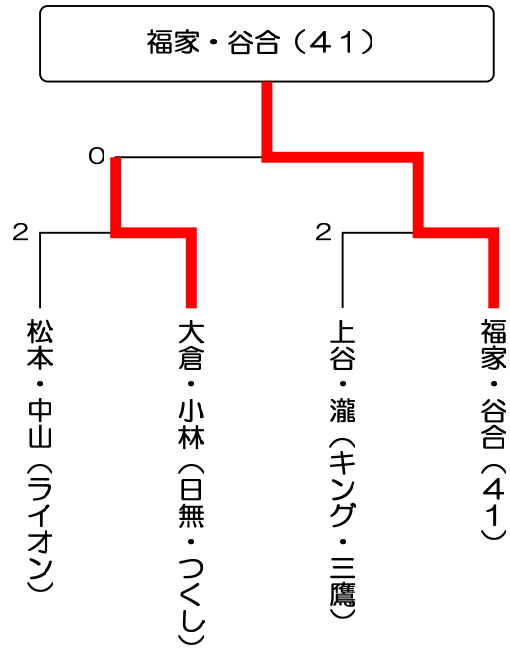 福家・谷合（４１）
0
2
2
松本・中山（ライオン）
大倉・小林（日無・つくし）
上谷・瀧（キング・三鷹）
福家・谷合（４１）